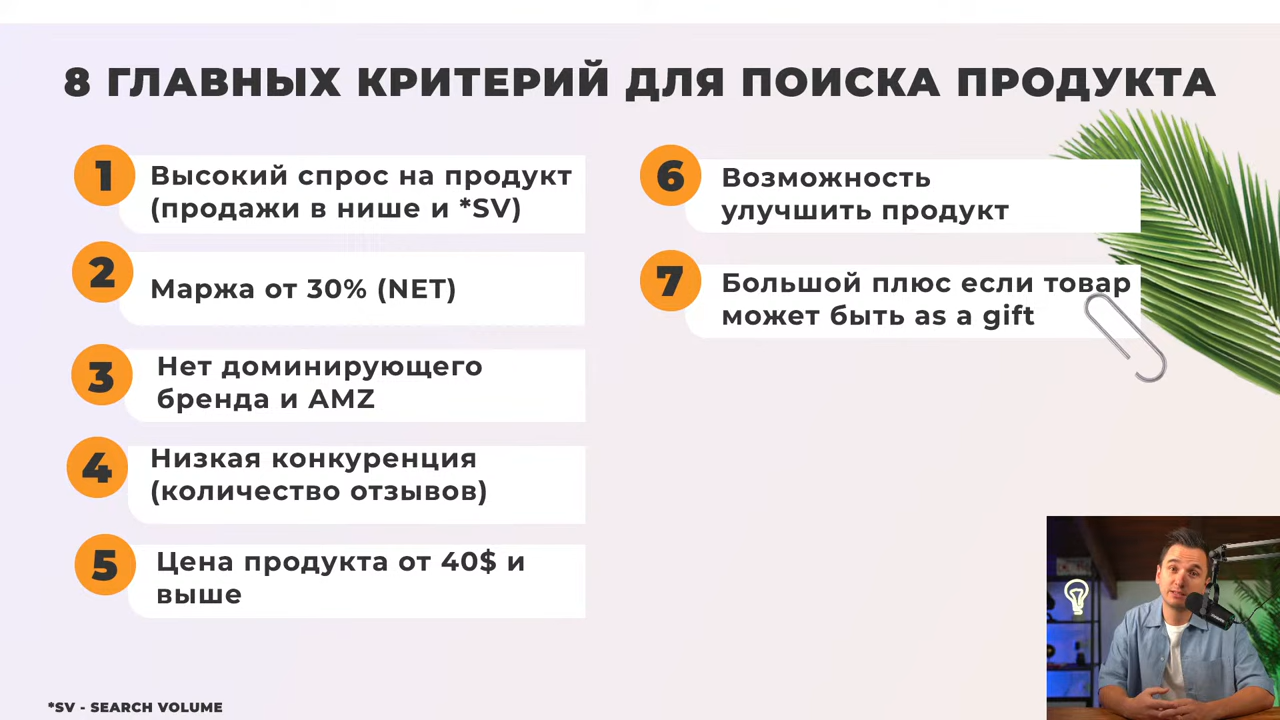 8 ГЛАВНЫХ КРИТЕРИЙ ДЛЯ ПОИСКА ПРОДУКТА
1
Высокий спрос на продукт
(продажи в нише и *SV)
2
Маржа от 30% (NET)
3
Нет доминирующего
бренда и AMZ
4
Низкая конкуренция
(количество отзывов)
5
Цена продукта от 40$ и
выше
6
Возможность
улучшить продукт
7
Большой плюс если товар
может быть as a gift
*SV - SEARCH VOLUME